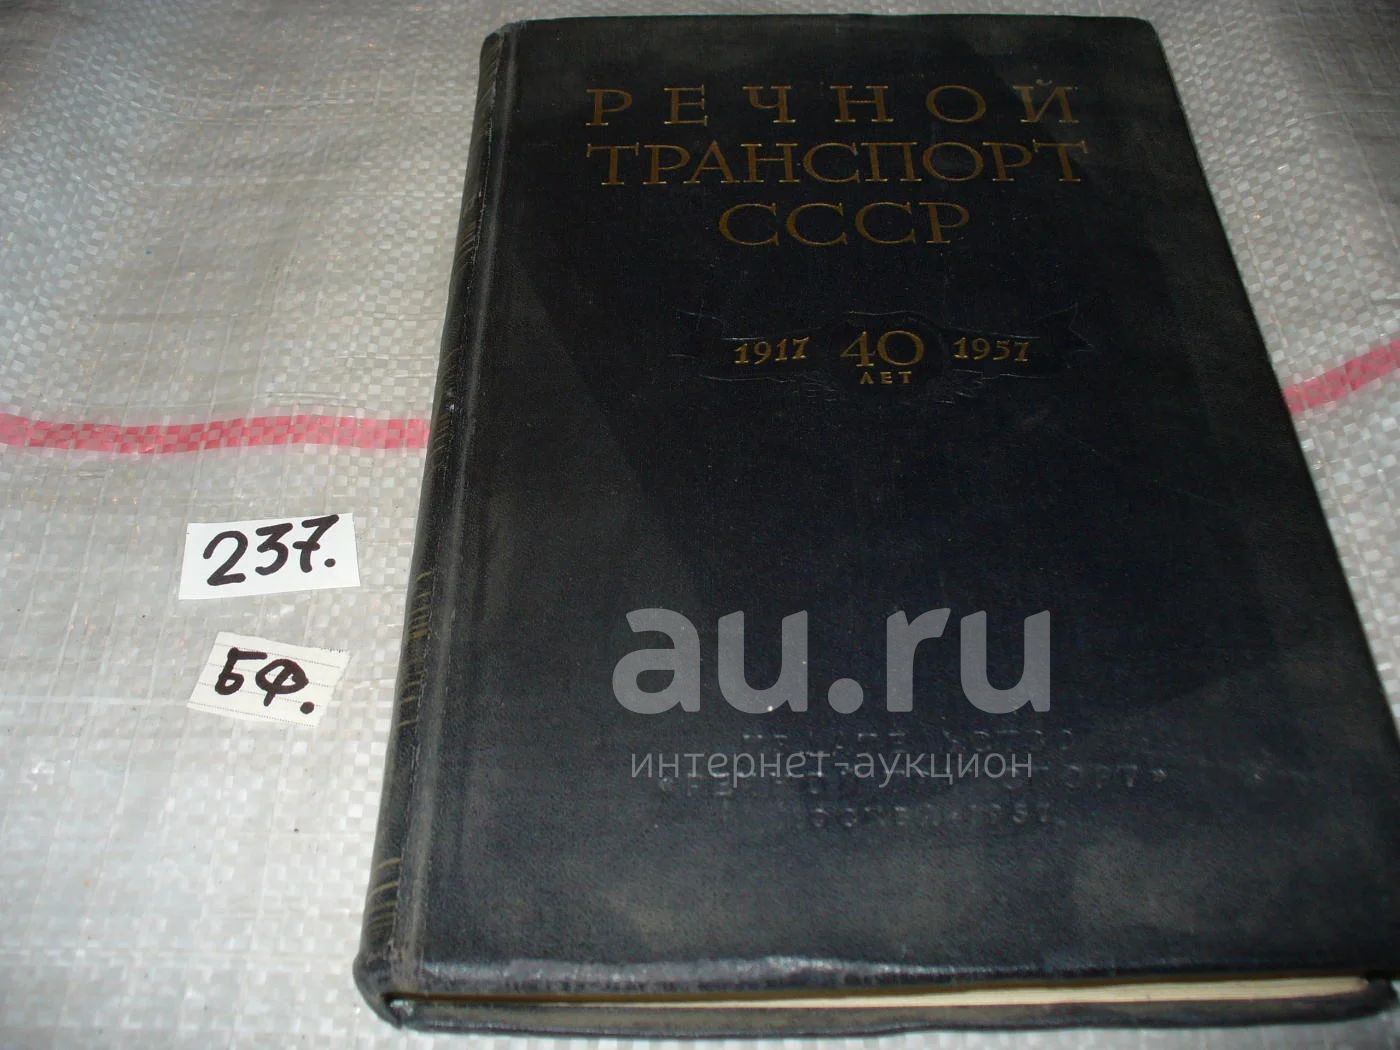 РЕЧНОЙ
ТРАНСПОРТ
СССР
1917 40 1957
ЛЕТ
237.
БФ.
au.ru
интернет-аукцион